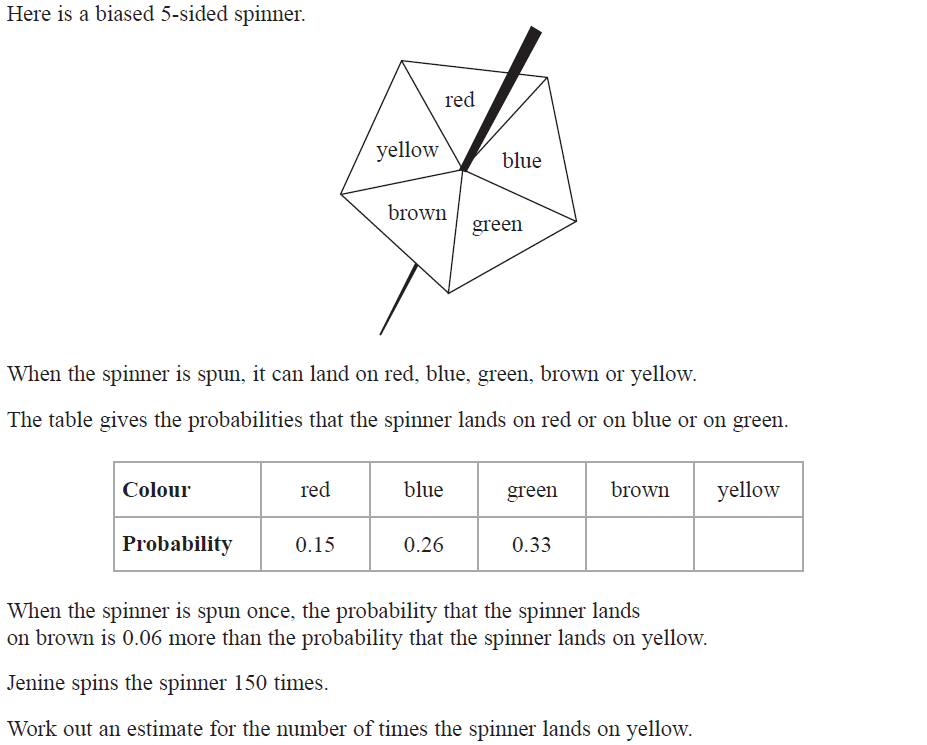 Here is a biased 5-sided spinner.
red
yellow
blue
brown
green
When the spinner is spun, it can land on red, blue, green, brown or yellow.
The table gives the probabilities that the spinner lands on red or on blue or on green.
Colour red blue green brown yellow
Probability 0.15 0.26 0.33
When the spinner is spun once, the probability that the spinner lands
on brown is 0.06 more than the probability that the spinner lands on yellow.
Jenine spins the spinner 150 times.
Work out an estimate for the number of times the spinner lands on yellow.